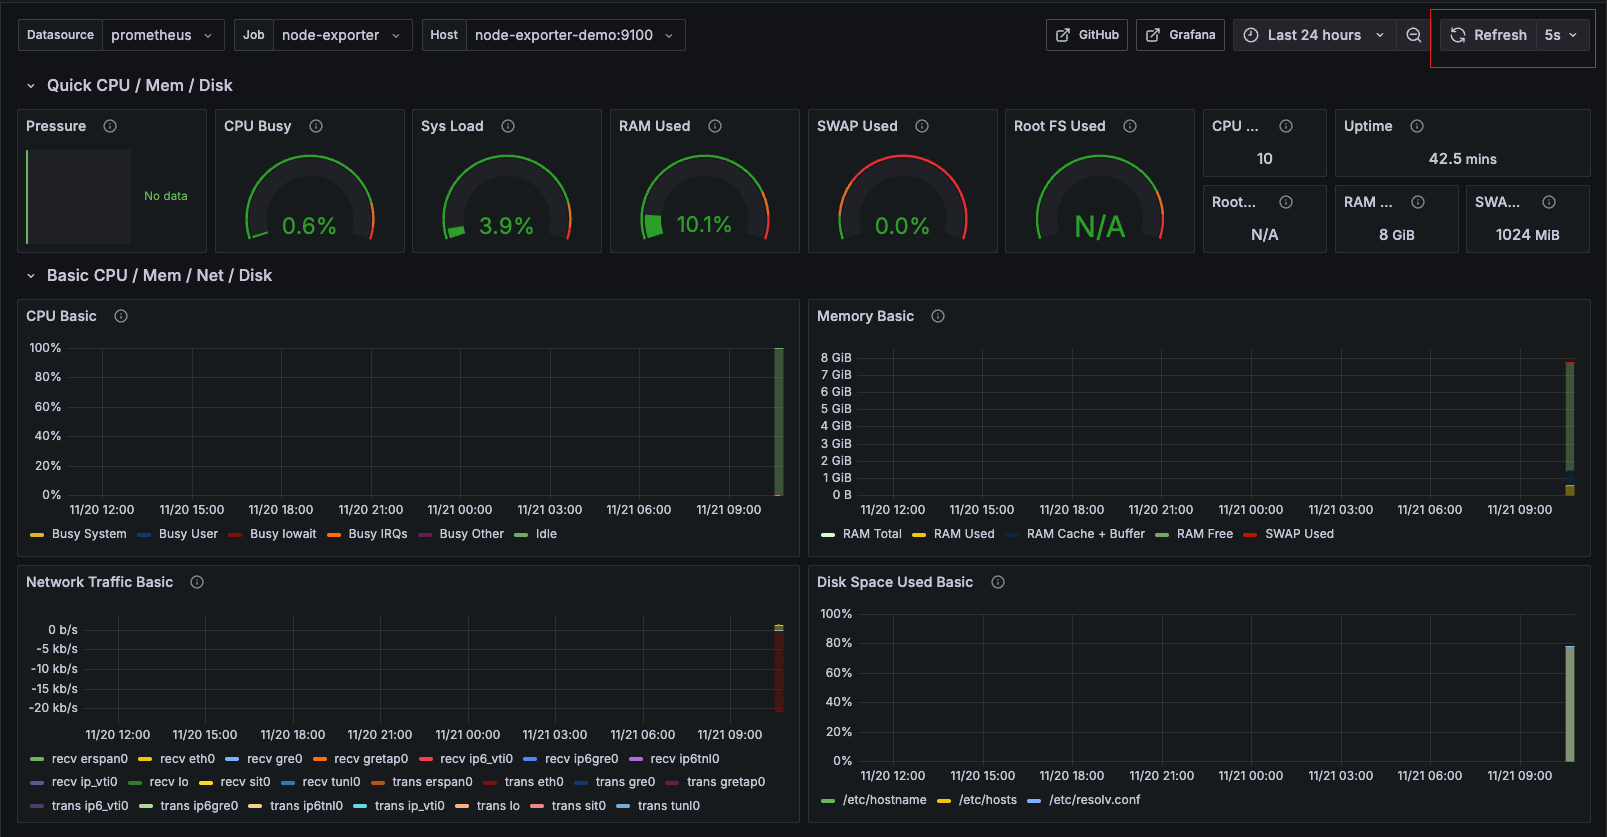 Datasource prometheus Job node-exporter Host node-exporter-demo:9100 GitHub Grafana Last 24 hours Refresh 5s
Quick CPU / Mem / Disk
Pressure
No data
CPU Busy
0.6%
Sys Load
3.9%
RAM Used
10.1%
SWAP Used
0.0%
Root FS Used
N/A
CPU ...
10
Uptime
42.5 mins
Root...
N/A
RAM ...
8 GiB
SWA...
1024 MiB
Basic CPU / Mem / Net / Disk
CPU Basic
100%
80%
60%
40%
20%
0%
11/20 12:00 11/20 15:00 11/20 18:00 11/20 21:00 11/21 00:00 11/21 03:00 11/21 06:00 11/21 09:00
Busy System Busy User Busy Iowait Busy IRQs Busy Other Idle
Memory Basic
8 GiB
7 GiB
6 GiB
5 GiB
4 GiB
3 GiB
2 GiB
1 GiB
0 B
11/20 12:00 11/20 15:00 11/20 18:00 11/20 21:00 11/21 00:00 11/21 03:00 11/21 06:00 11/21 09:00
RAM Total RAM Used RAM Cache + Buffer RAM Free SWAP Used
Network Traffic Basic
0 b/s
-5 kb/s
-10 kb/s
-15 kb/s
-20 kb/s
11/20 12:00 11/20 15:00 11/20 18:00 11/20 21:00 11/21 00:00 11/21 03:00 11/21 06:00 11/21 09:00
recv erspan0 recv eth0 recv gre0 recv gretap0 recv ip6_vti0 recv ip6gre0 recv ip6tnl0
recv ip_vti0 recv lo recv sit0 recv tunl0 trans erspan0 trans eth0 trans gre0 trans gretap0
trans ip6_vti0 trans ip6gre0 trans ip6tnl0 trans ip_vti0 trans lo trans sit0 trans tunl0
Disk Space Used Basic
100%
80%
60%
40%
20%
0%
11/20 12:00 11/20 15:00 11/20 18:00 11/20 21:00 11/21 00:00 11/21 03:00 11/21 06:00 11/21 09:00
/etc/hostname /etc/hosts /etc/resolv.conf